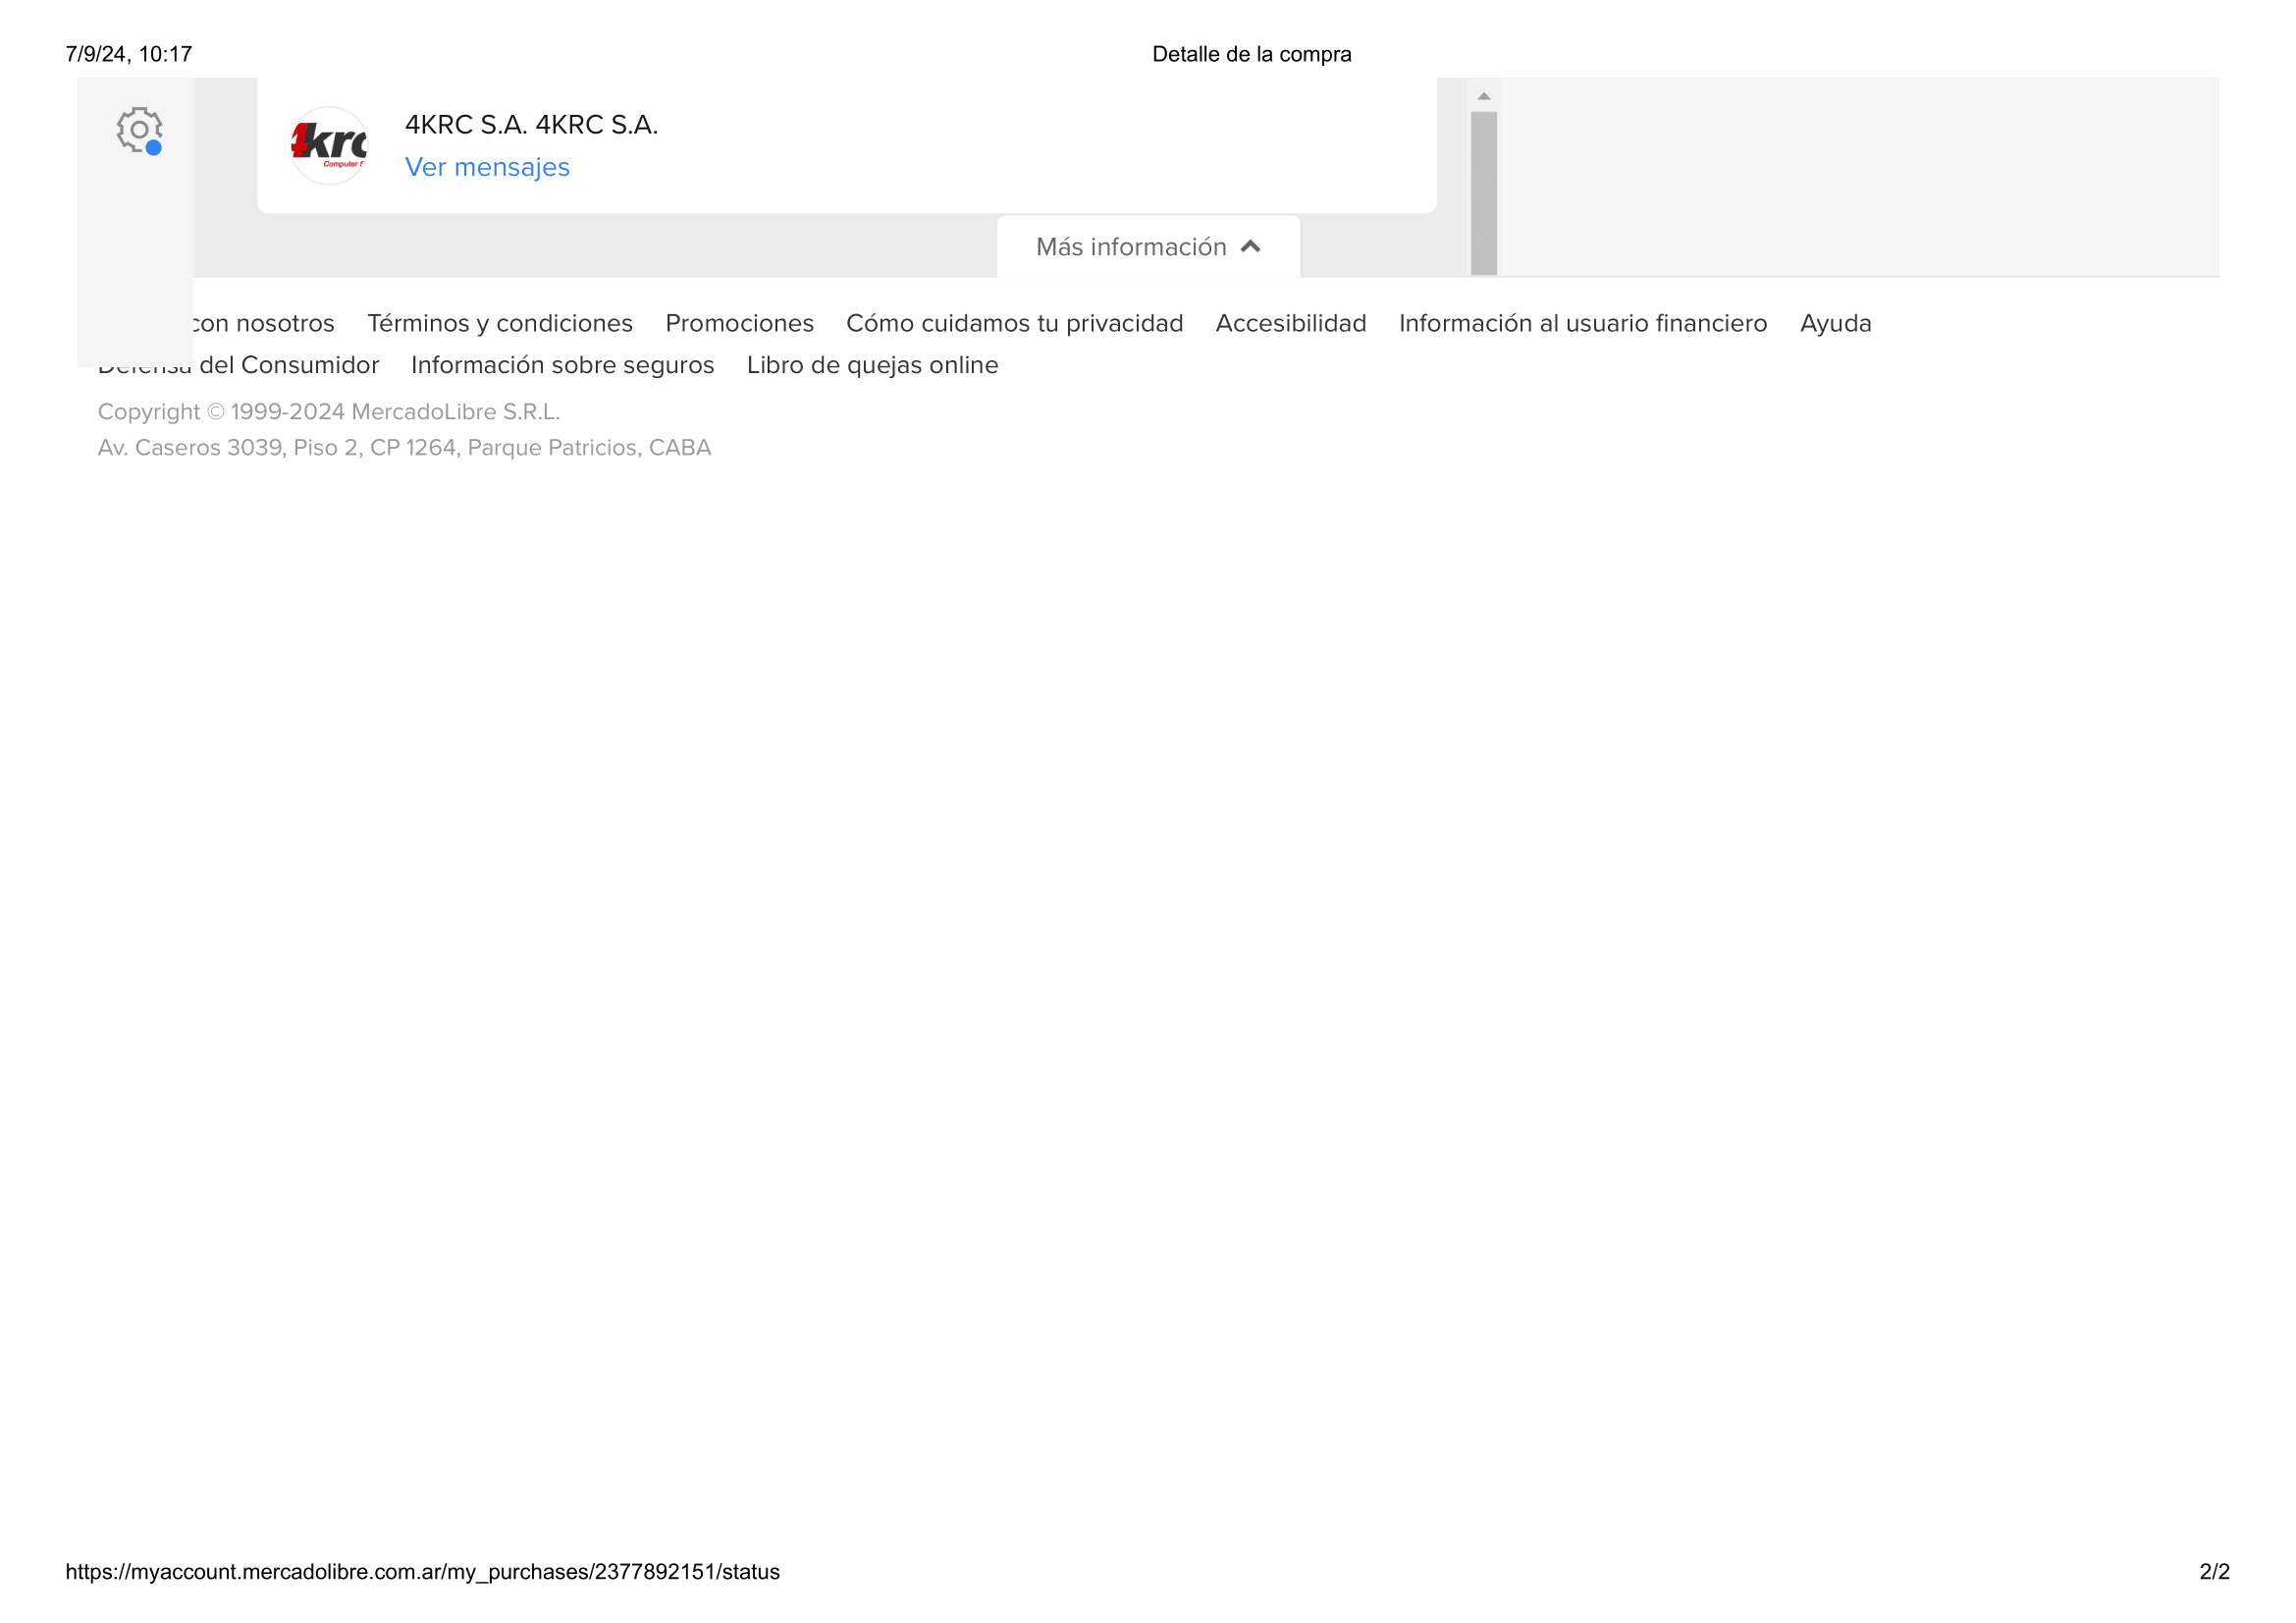 7/9/24, 10:17 Detalle de la compra
4krc
Computer
4KRC S.A. 4KRC S.A.
Ver mensajes
Más información
con nosotros Términos y condiciones Promociones Cómo cuidamos tu privacidad Accesibilidad Información al usuario financiero Ayuda
Defensa del Consumidor Información sobre seguros Libro de quejas online
Copyright © 1999-2024 MercadoLibre S.R.L.
Av. Caseros 3039, Piso 2, CP 1264, Parque Patricios, CABA
https://myaccount.mercadolibre.com.ar/my_purchases/2377892151/status 2/2